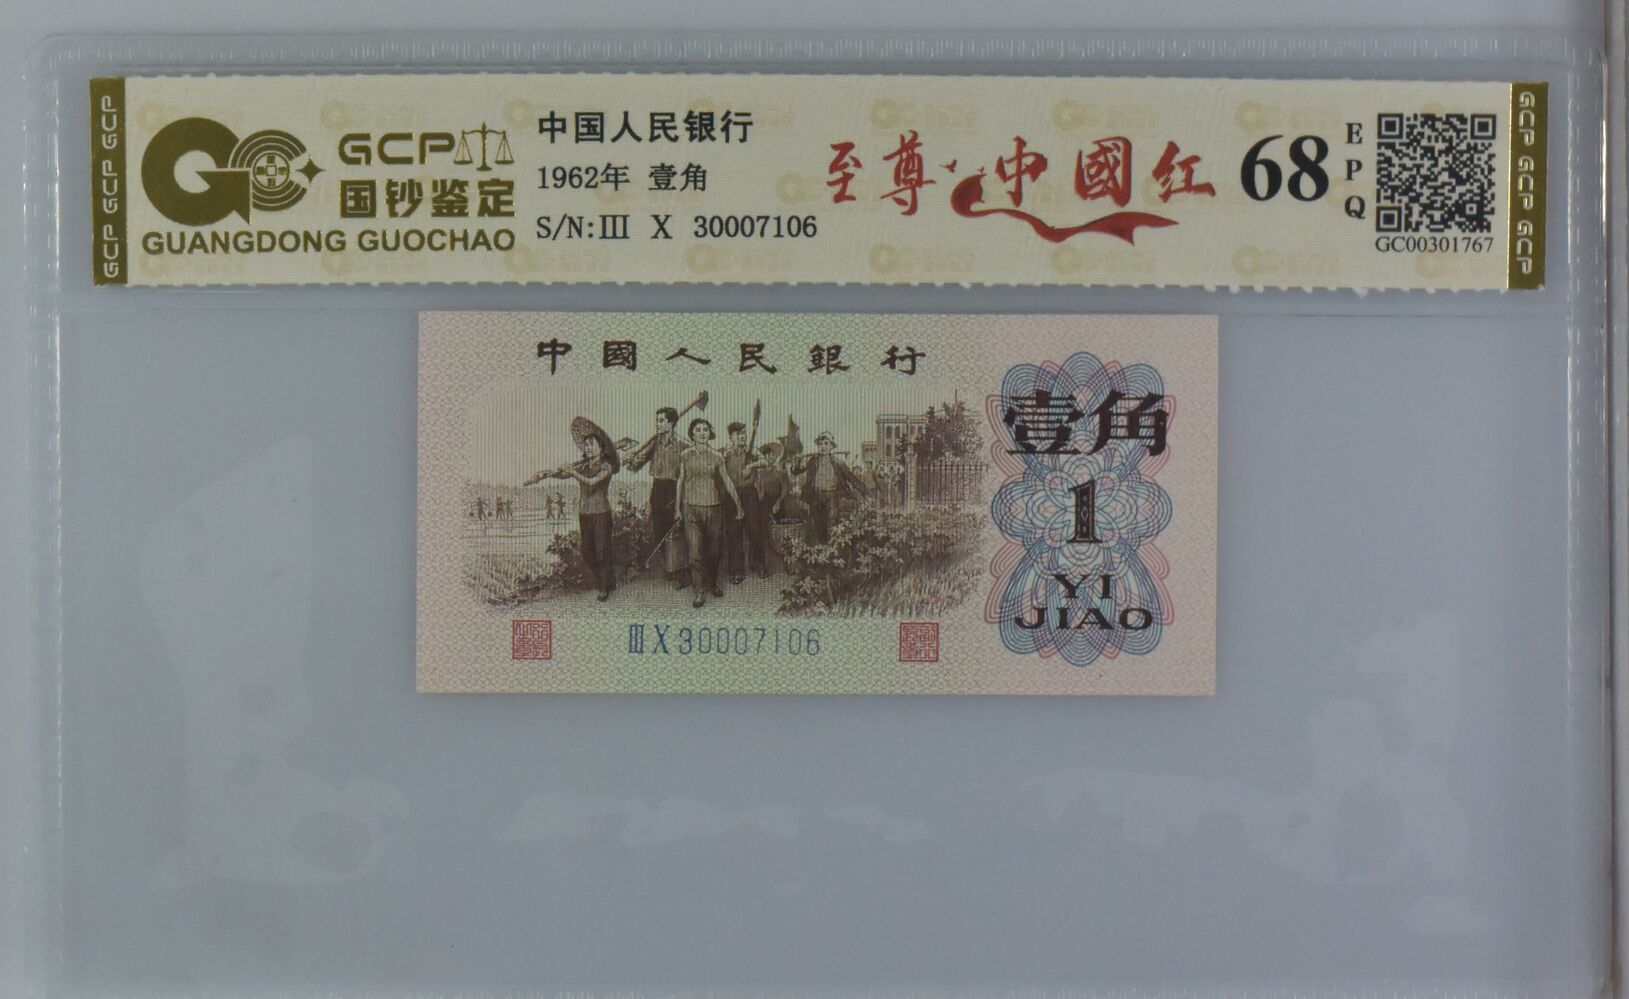 GCP GCP GCP
GCP
国钞鉴定
GUANGDONG GUOCHAO
中国人民银行
1962年 壹角
S/N:III X 30007106
至尊·中國红
68
EPQ
GC00301767
GCP GCP GCP
中國人民銀行
壹角
1
YI
JIAO
III X 30007106